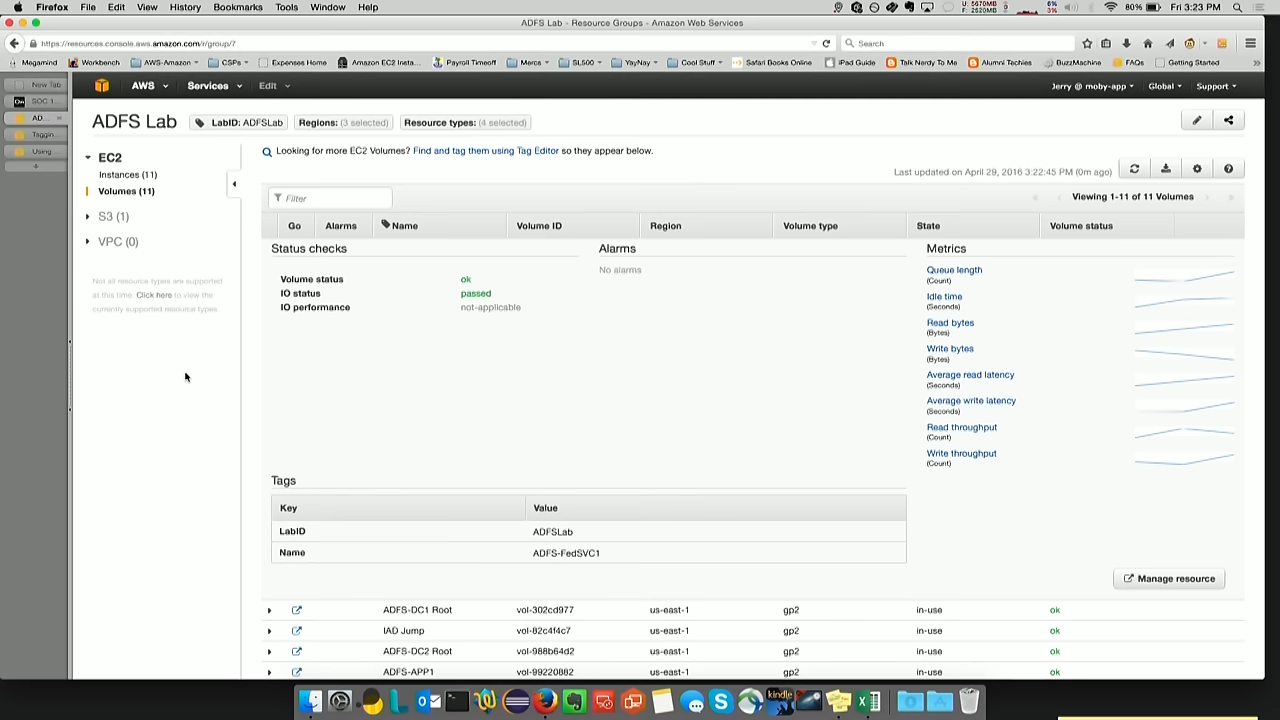 Firefox File Edit View History Bookmarks Tools Window Help
U: 5670MB
F: 2520MB
6%
3%
80% Fri 3:23 PM
ADFS Lab - Resource Groups - Amazon Web Services
https://resources.console.aws.amazon.com/r/group/7 Search
Megamind Workbench AWS-Amazon CSPs Expenses Home Amazon EC2 Insta... Payroll Timeoff Merce SL500 YayNay Cool Stuff Safari Books Online iPad Guide Talk Nerdy To Me Alumni Techies BuzzMachine FAQs Getting Started
New Tab
SOC 1...
AD...
Taggin...
Using
AWS Services Edit Jerry @ moby-app Global Support
ADFS Lab LabID: ADFSLab Regions: (3 selected) Resource types: (4 selected)
EC2
Instances (11)
Volumes (11)
S3 (1)
VPC (0)
Not all resource types are supported
at this time. Click here to view the
currently supported resource types.
Looking for more EC2 Volumes? Find and tag them using Tag Editor so they appear below.
Last updated on April 29, 2016 3:22:45 PM (0m ago)
Filter Viewing 1-11 of 11 Volumes
Go Alarms Name Volume ID Region Volume type State Volume status
Status checks Alarms Metrics
Volume status ok
IO status passed
IO performance not-applicable
No alarms
Queue length
(Count)
Idle time
(Seconds)
Read bytes
(Bytes)
Write bytes
(Bytes)
Average read latency
(Seconds)
Average write latency
(Seconds)
Read throughput
(Count)
Write throughput
(Count)
Tags
Key Value
LabID ADFSLab
Name ADFS-FedSVC1
Manage resource
ADFS-DC1 Root vol-302cd977 us-east-1 gp2 in-use ok
IAD Jump vol-82c4f4c7 us-east-1 gp2 in-use ok
ADFS-DC2 Root vol-988b64d2 us-east-1 gp2 in-use ok
ADFS-APP1 vol-99220882 us-east-1 gp2 in-use ok
kindle